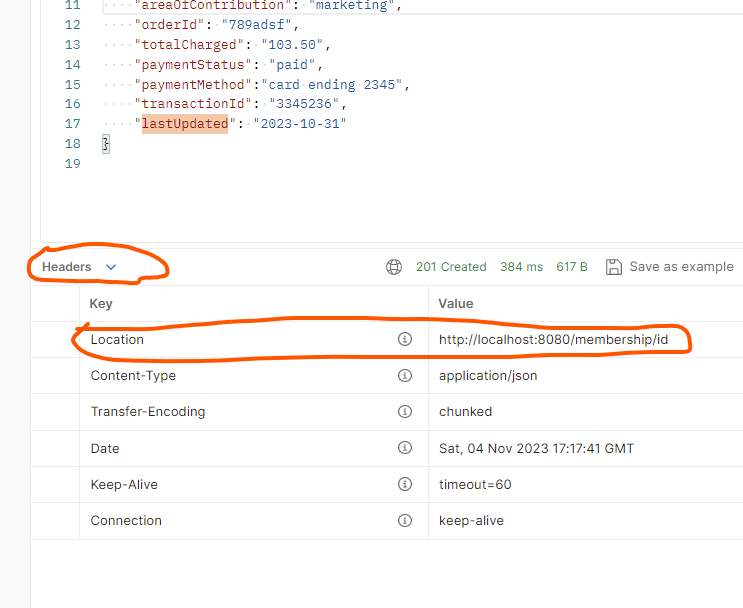 11 "areaOfContribution": "marketing",
12 "orderId": "789adsf",
13 "totalCharged": "103.50",
14 "paymentStatus": "paid",
15 "paymentMethod":"card ending 2345",
16 "transactionId": "3345236",
17 "lastUpdated": "2023-10-31"
18 }
19
Headers 201 Created 384 ms 617 B Save as example
Key Value
Location http://localhost:8080/membership/id
Content-Type application/json
Transfer-Encoding chunked
Date Sat, 04 Nov 2023 17:17:41 GMT
Keep-Alive timeout=60
Connection keep-alive